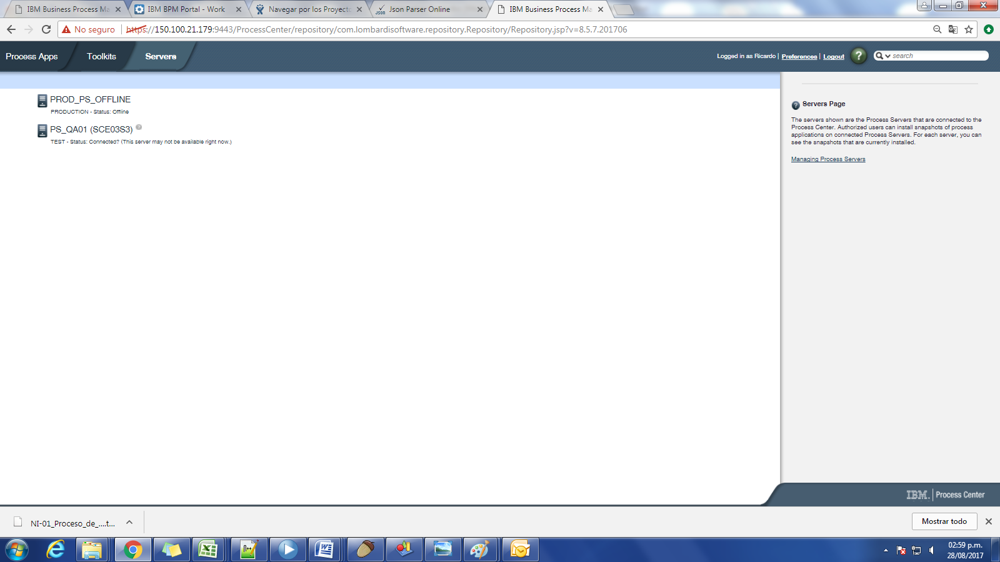 IBM Business Process Ma
IBM BPM Portal - Work
Navegar por los Proyecto
JSON
Json Parser Online
IBM Business Process Ma
No seguro
https://150.100.21.179:9443/ProcessCenter/repository/com.lombardisoftware.repository.Repository/Repository.jsp?v=8.5.7.201706
Process Apps
Toolkits
Servers
Logged in as Ricardo | Preferences | Logout
?
search
PROD_PS_OFFLINE
PRODUCTION - Status: Offline
PS_QA01 (SCE03S3) ?
TEST - Status: Connected? (This server may not be available right now.)
? Servers Page
The servers shown are the Process Servers that are connected to the
Process Center. Authorized users can install snapshots of process
applications on connected Process Servers. For each server, you can
see the snapshots that are currently installed.
Managing Process Servers
IBM. Process Center
NI-01_Proceso_de_....t...
Mostrar todo
02:59 p.m.
28/08/2017